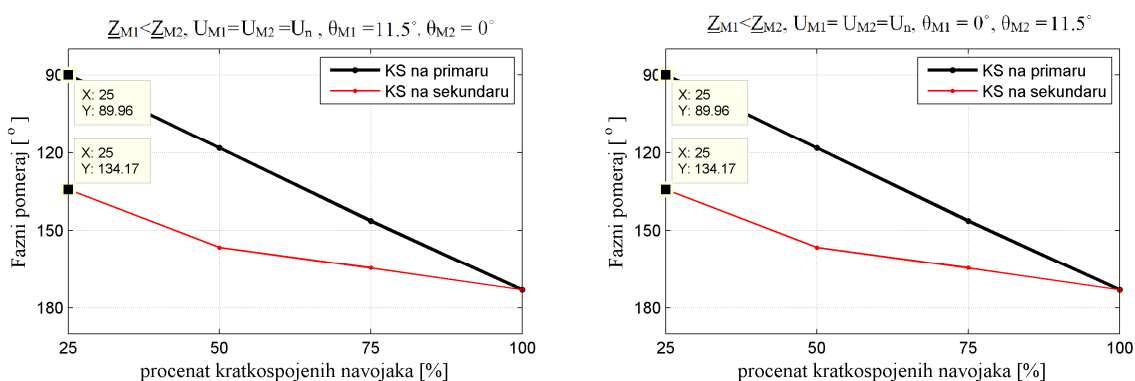 Z_M1<Z_M2, U_M1=U_M2 =U_n , θ_M1 =11.5°, θ_M2 = 0°
Fazni pomeraj [ ° ]
90
120
150
180
KS na primaru
KS na sekundaru
X: 25
Y: 89.96
X: 25
Y: 134.17
25
50
75
100
procenat kratkospojenih navojaka [%]
Z_M1<Z_M2, U_M1= U_M2=U_n, θ_M1 = 0°, θ_M2 = 11.5°
Fazni pomeraj [ ° ]
90
120
150
180
KS na primaru
KS na sekundaru
X: 25
Y: 89.96
X: 25
Y: 134.17
25
50
75
100
procenat kratkospojenih navojaka [%]